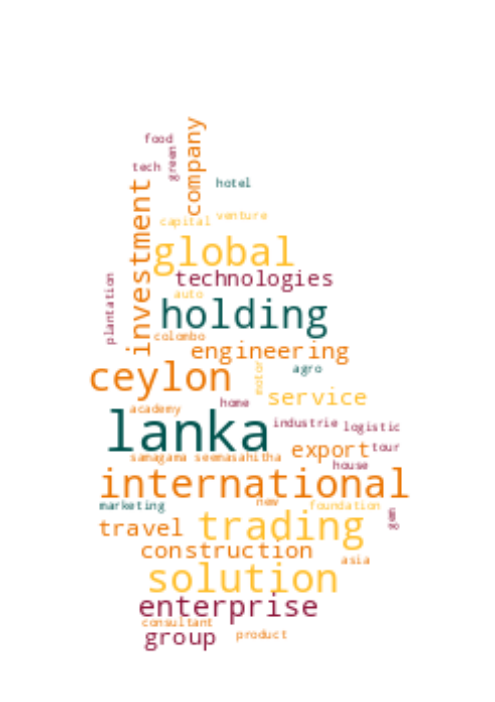 food
green
company
tech
hotel
investment
capital venture
global
technologies
plantation
auto
holding
colombo
engineering
ceylon
motor
agro
service
home
academy
lanka
industrie logistic
export tour
samagama seemasahitha
house
international
marketing
new
foundation
travel trading
construction
asia
solution
enterprise
consultant
group product